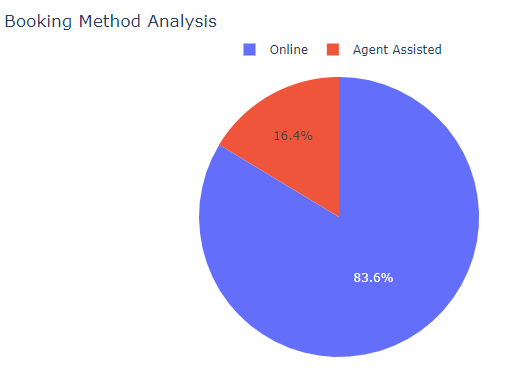 Booking Method Analysis
Online Agent Assisted
16.4%
83.6%